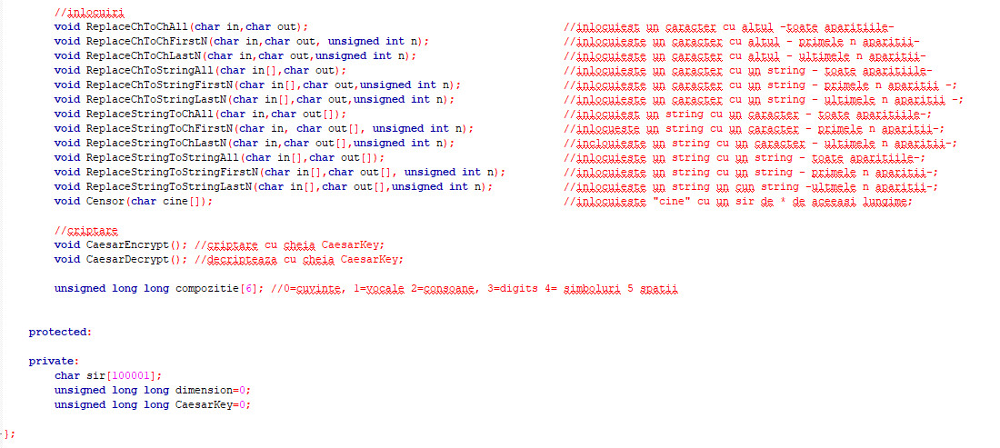 //inlocuiri
void ReplaceChToChAll(char in,char out); //inlocuiest un caracter cu altul -toate aparitiile-
void ReplaceChToChFirstN(char in,char out, unsigned int n); //inlocuieste un caracter cu altul - primele n aparitii-
void ReplaceChToChLastN(char in,char out,unsigned int n); //inlocuieste un caracter cu altul - ultimele n aparitii-
void ReplaceChToStringAll(char in[],char out); //inlocuieste un caracter cu un string - toate aparitiile-
void ReplaceChToStringFirstN(char in[],char out,unsigned int n); //inlocuieste un caracter cu un string - primele n aparitii -;
void ReplaceChToStringLastN(char in[],char out,unsigned int n); //inlocuieste un caracter cu un string - ultimele n aparitii -;
void ReplaceStringToChAll(char in,char out[]); //inlocuiest un string cu un caracter - toate aparitiile-;
void ReplaceStringToChFirstN(char in, char out[], unsigned int n); //inlocueste un string cu un caracter - primele n aparitii-;
void ReplaceStringToChLastN(char in,char out[],unsigned int n); //inclouieste un string cu un caracter - ultimele n aparitii-;
void ReplaceStringToStringAll(char in[],char out[]); //inlocuieste un string cu un string - toate aparitiile-;
void ReplaceStringToStringFirstN(char in[],char out[], unsigned int n); //inlocuieste un string cu un string - primele n aparitii-;
void ReplaceStringToStringLastN(char in[],char out[],unsigned int n); //inlocuieste un string un cun string -ultmele n aparitii-;
void Censor(char cine[]); //inlocuieste "cine" cu un sir de * de aceeasi lungime;
//criptare
void CaesarEncrypt(); //criptare cu cheia CaesarKey;
void CaesarDecrypt(); //decripteaza cu cheia CaesarKey;
unsigned long long compozitie[6]; //0=cuvinte, 1=vocale 2=consoane, 3=digits 4= simboluri 5 spatii
protected:
private:
char sir[100001];
unsigned long long dimension=0;
unsigned long long CaesarKey=0;
};